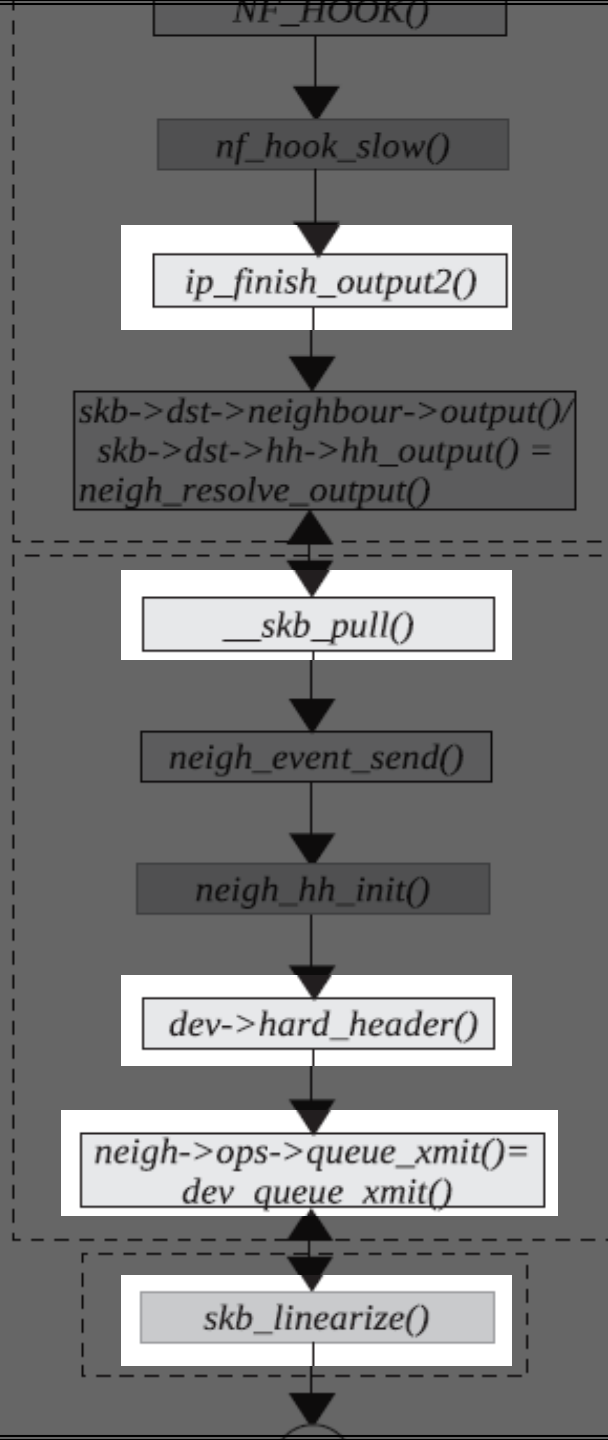 NF_HOOK()
nf_hook_slow()
ip_finish_output2()
skb->dst->neighbour->output()/
skb->dst->hh->hh_output() =
neigh_resolve_output()
__skb_pull()
neigh_event_send()
neigh_hh_init()
dev->hard_header()
neigh->ops->queue_xmit()=
dev_queue_xmit()
skb_linearize()